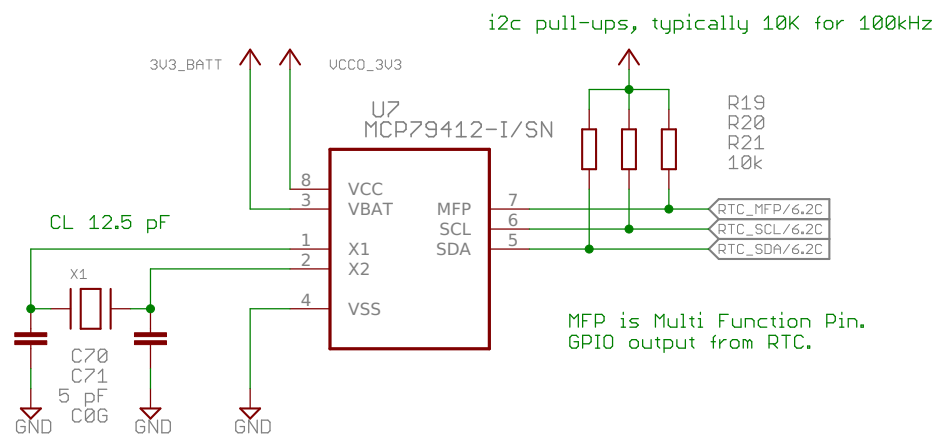 i2c pull-ups, typically 10K for 100kHz
3V3_BATT
VCCO_3V3
U7
MCP79412-I/SN
R19
R20
R21
10k
8 VCC
3 VBAT
MFP 7
SCL 6
SDA 5
RTC_MFP/6.2C
RTC_SCL/6.2C
RTC_SDA/6.2C
CL 12.5 pF
1 X1
2 X2
X1
4 VSS
MFP is Multi Function Pin.
GPIO output from RTC.
C70
C71
5 pF
C0G
GND
GND
GND